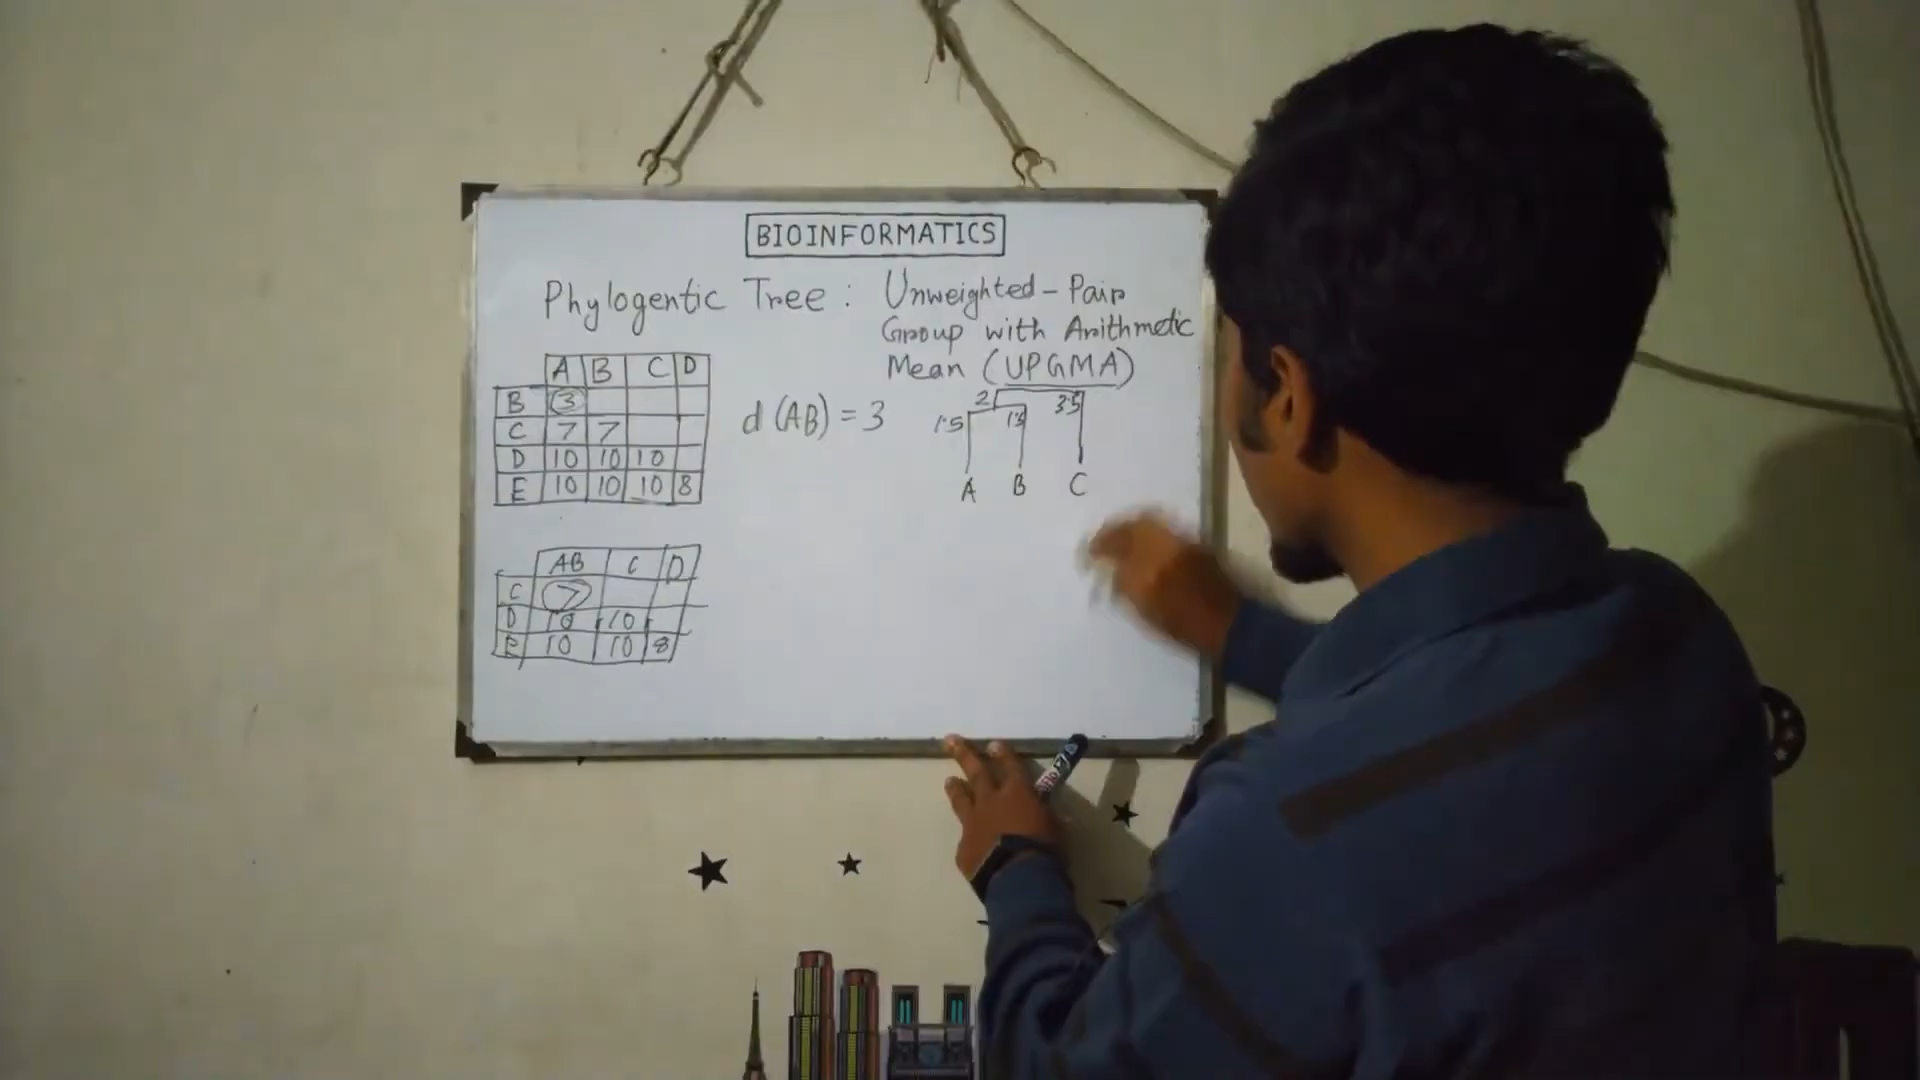 BIOINFORMATICS
Phylogentic Tree : Unweighted-Pair
Group with Arithmetic
Mean (UPGMA)
A B C D
B 3
C 7 7
D 10 10 10
E 10 10 10 8
d (AB) = 3
2 3.5
1.5 1.5
A B C
AB C D
C 7
D 10 10
E 10 10 8